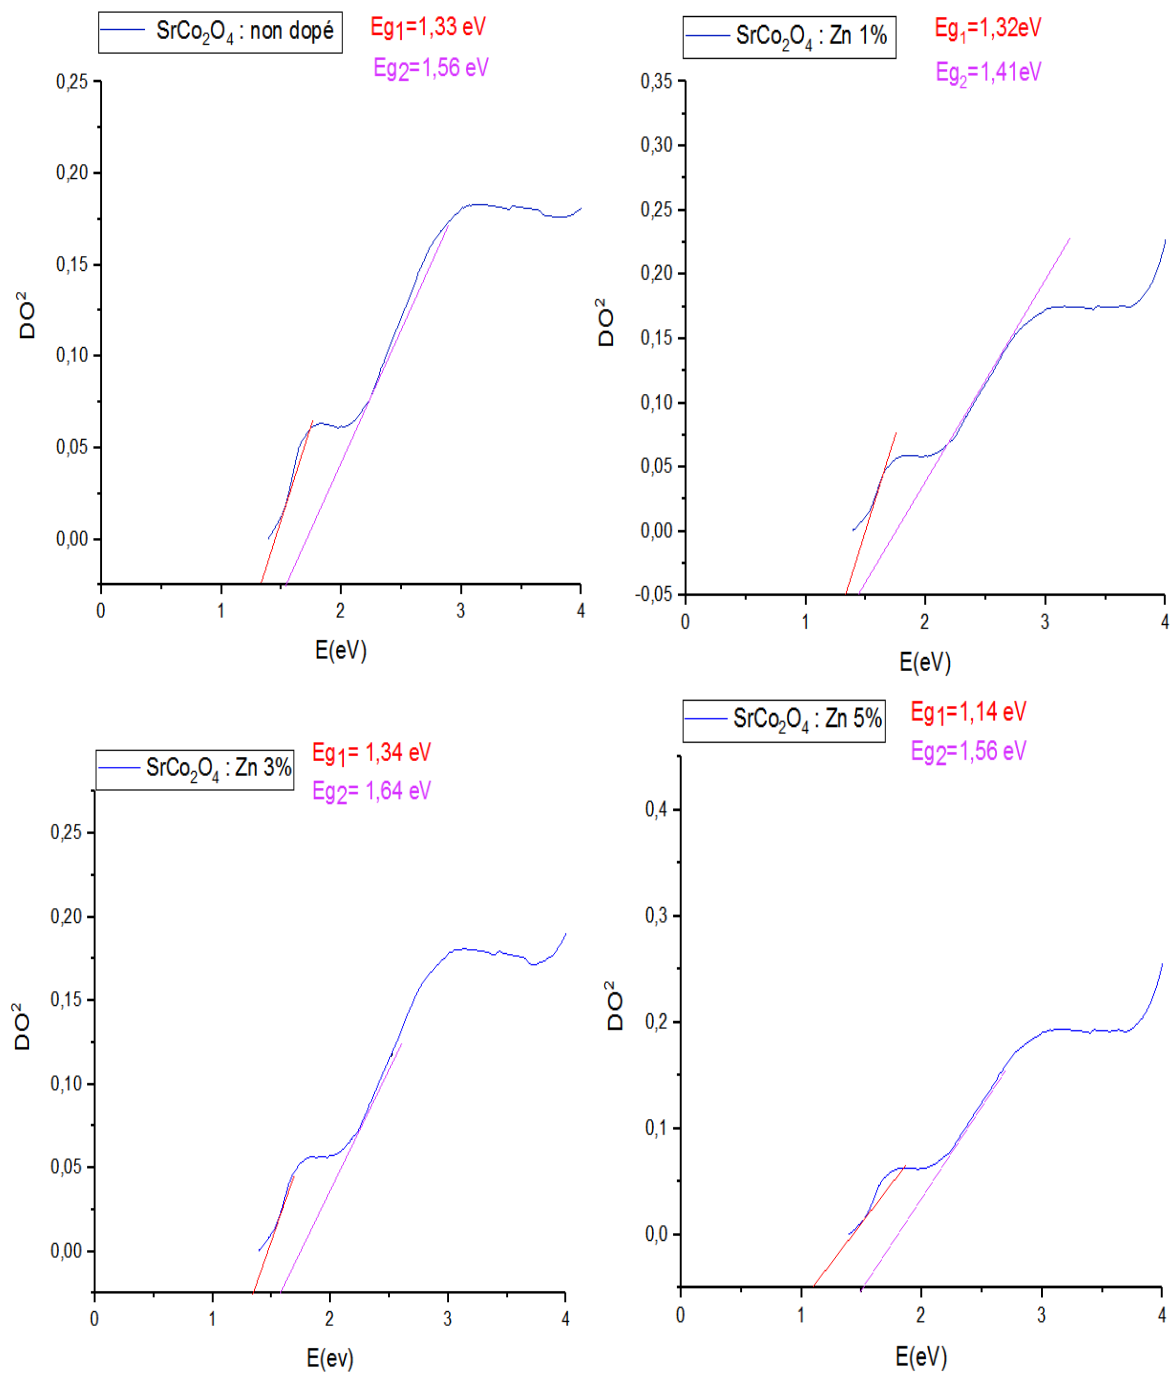 SrCo₂O₄ : non dopé
Eg1=1,33 eV
Eg2=1,56 eV
0,25
0,20
0,15
0,10
0,05
0,00
DO²
0 1 2 3 4
E(eV)
SrCo₂O₄ : Zn 1%
Eg₁=1,32eV
Eg₂=1,41eV
0,35
0,30
0,25
0,20
0,15
0,10
0,05
0,00
-0,05
DO²
0 1 2 3 4
E(eV)
SrCo₂O₄ : Zn 3%
Eg1= 1,34 eV
Eg2= 1,64 eV
0,25
0,20
0,15
0,10
0,05
0,00
DO²
0 1 2 3 4
E(ev)
SrCo₂O₄ : Zn 5%
Eg1=1,14 eV
Eg2=1,56 eV
0,4
0,3
0,2
0,1
0,0
DO²
0 1 2 3 4
E(eV)